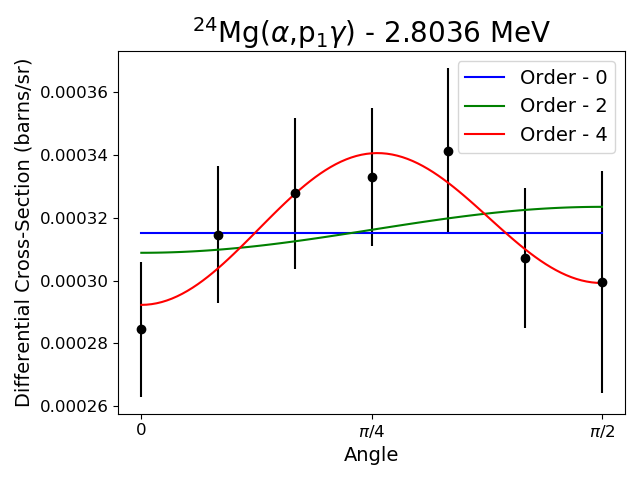 ²⁴Mg(α,p₁γ) - 2.8036 MeV
Order - 0
Order - 2
Order - 4
Differential Cross-Section (barns/sr)
0.00036
0.00034
0.00032
0.00030
0.00028
0.00026
0
π/4
π/2
Angle